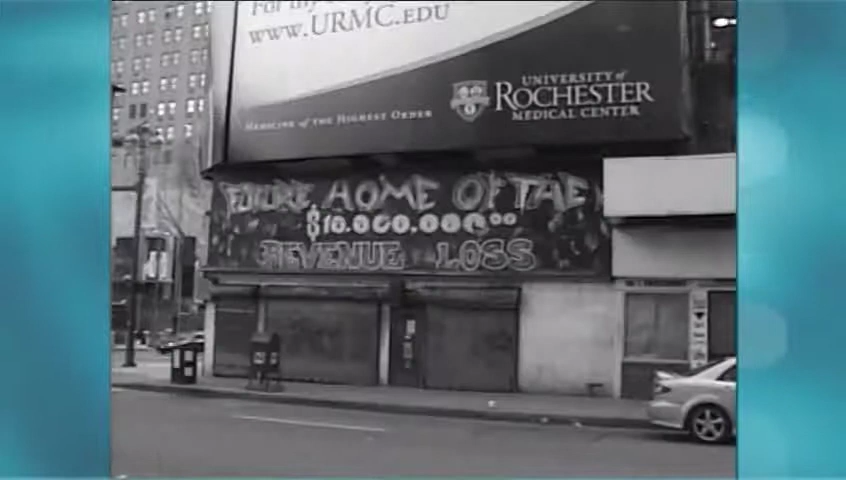 www.URMC.EDU
MEDICINE of the HIGHEST ORDER
UNIVERSITY of
ROCHESTER
MEDICAL CENTER
FUTURE HOME OF THE
$10.000.000.00
REVENUE LOSS